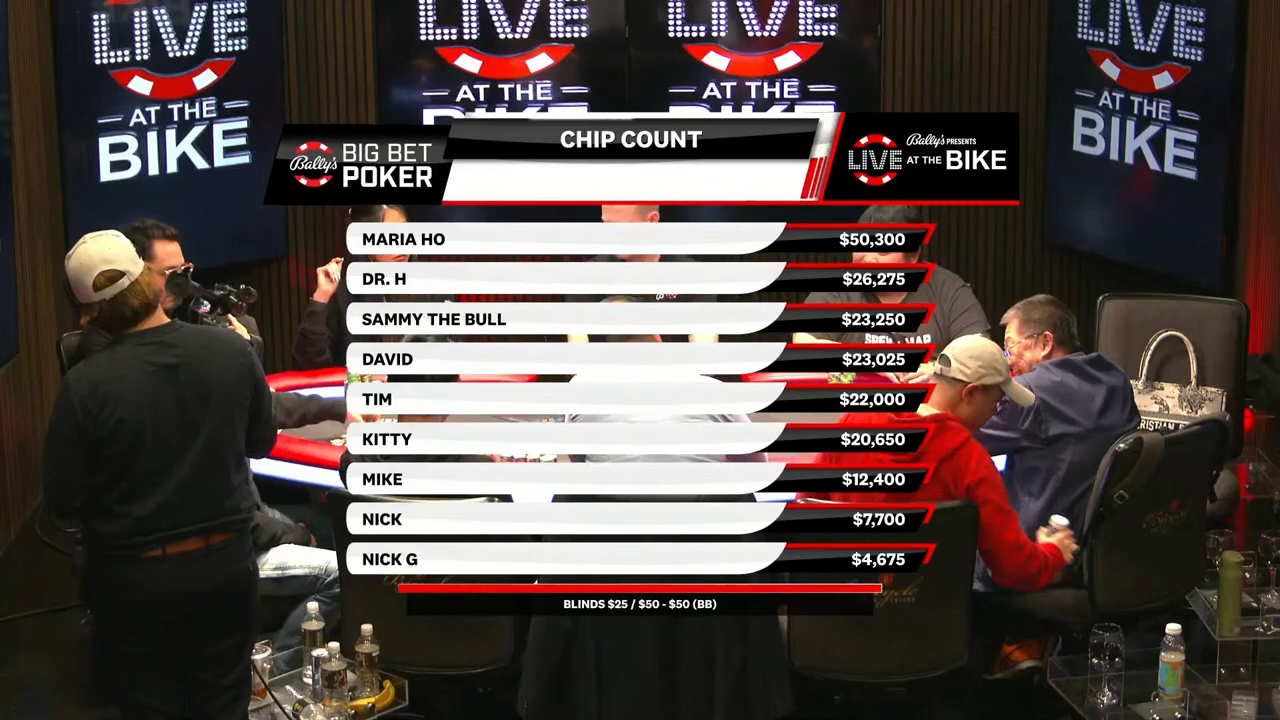 LIVE
AT THE
BIKE
LIVE
AT THE
BIKE
LIVE
AT THE
BIKE
LIVE
AT THE
BIKE
Bally's
BIG BET
POKER
CHIP COUNT
Bally's PRESENTS
LIVE AT THE BIKE
MARIA HO $50,300
DR. H $26,275
SAMMY THE BULL $23,250
DAVID $23,025
TIM $22,000
KITTY $20,650
MIKE $12,400
NICK $7,700
NICK G $4,675
BLINDS $25 / $50 - $50 (BB)